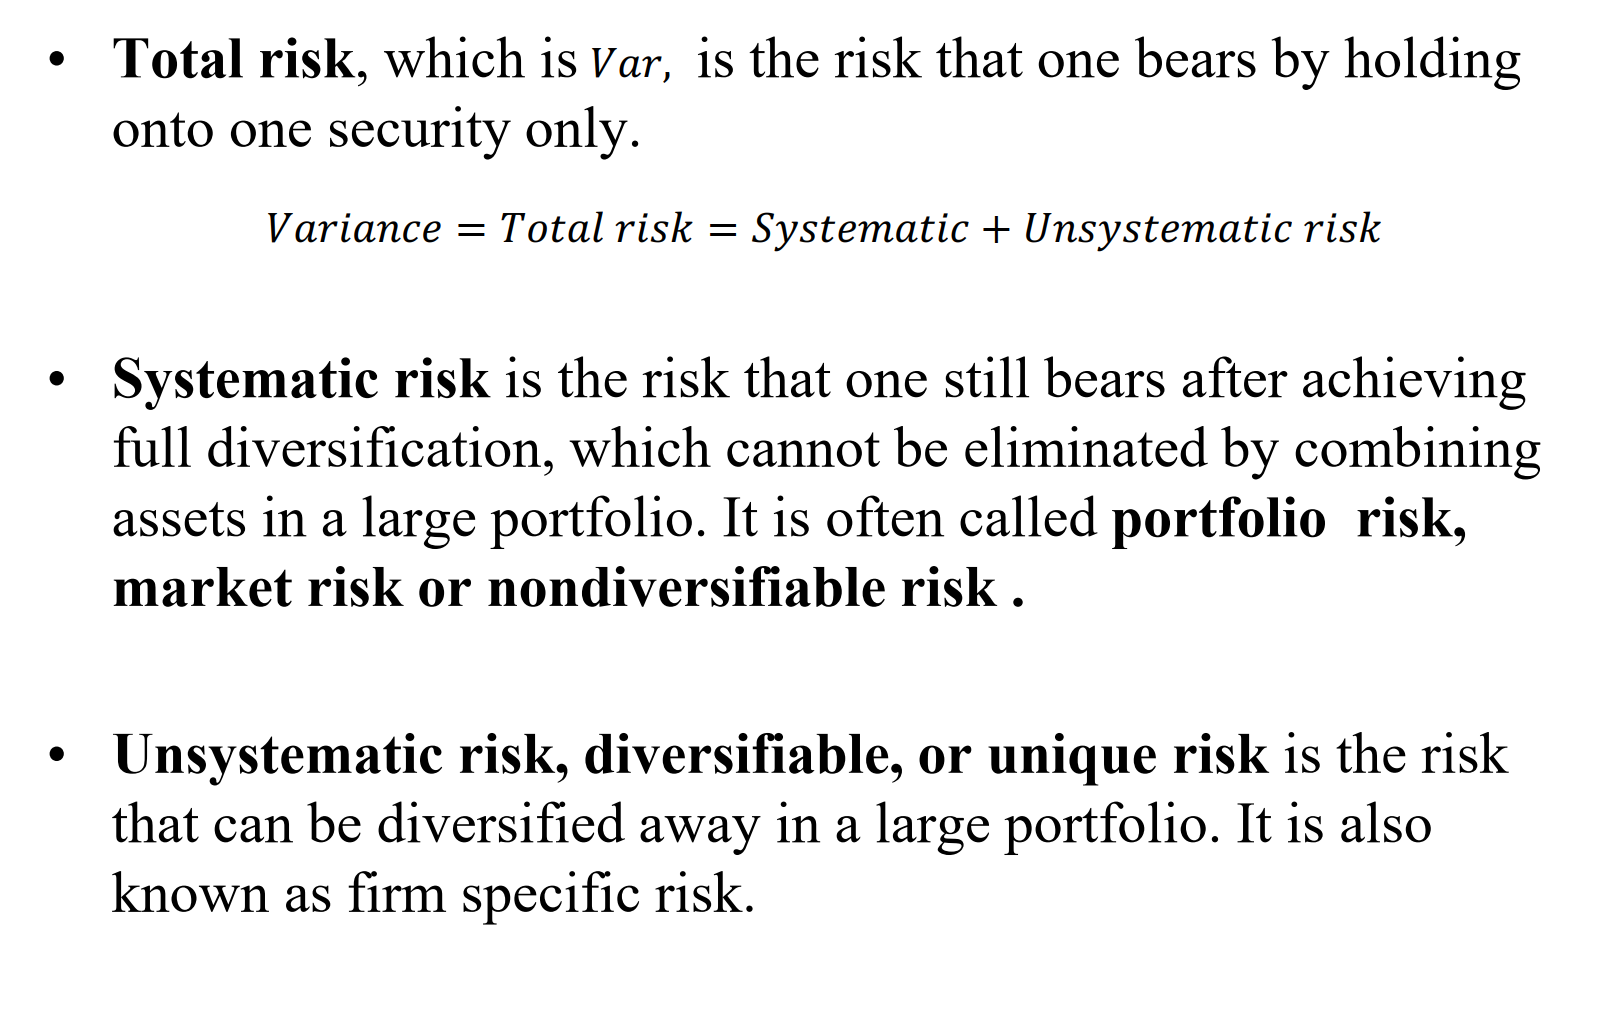 • Total risk, which is Var, is the risk that one bears by holding
onto one security only.
Variance = Total risk = Systematic + Unsystematic risk
• Systematic risk is the risk that one still bears after achieving
full diversification, which cannot be eliminated by combining
assets in a large portfolio. It is often called portfolio  risk,
market risk or nondiversifiable risk .
• Unsystematic risk, diversifiable, or unique risk is the risk
that can be diversified away in a large portfolio. It is also
known as firm specific risk.